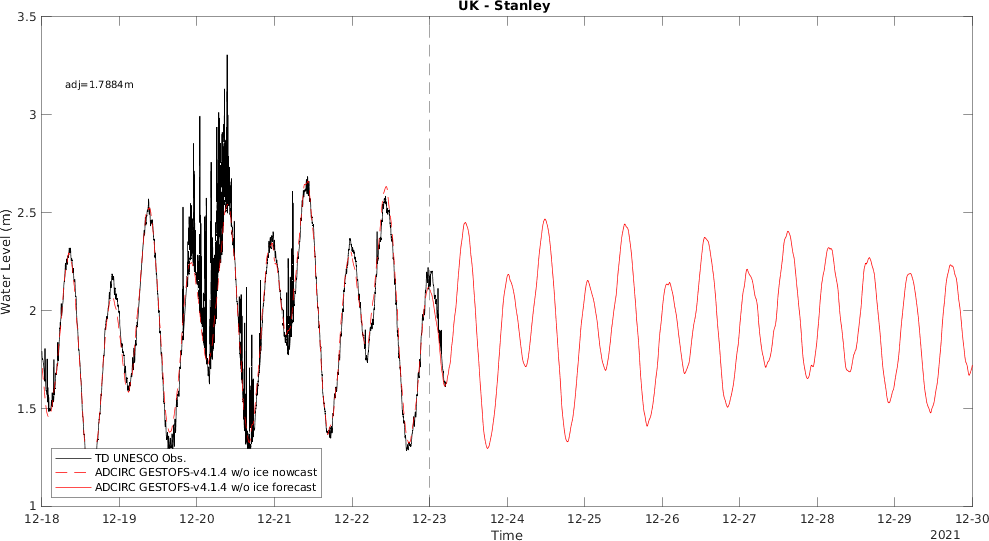 UK - Stanley
3.5
adj=1.7884m
3
2.5
Water Level (m)
2
1.5
TD UNESCO Obs.
ADCIRC GESTOFS-v4.1.4 w/o ice nowcast
ADCIRC GESTOFS-v4.1.4 w/o ice forecast
1
12-18 12-19 12-20 12-21 12-22 12-23 12-24 12-25 12-26 12-27 12-28 12-29 12-30
Time
2021